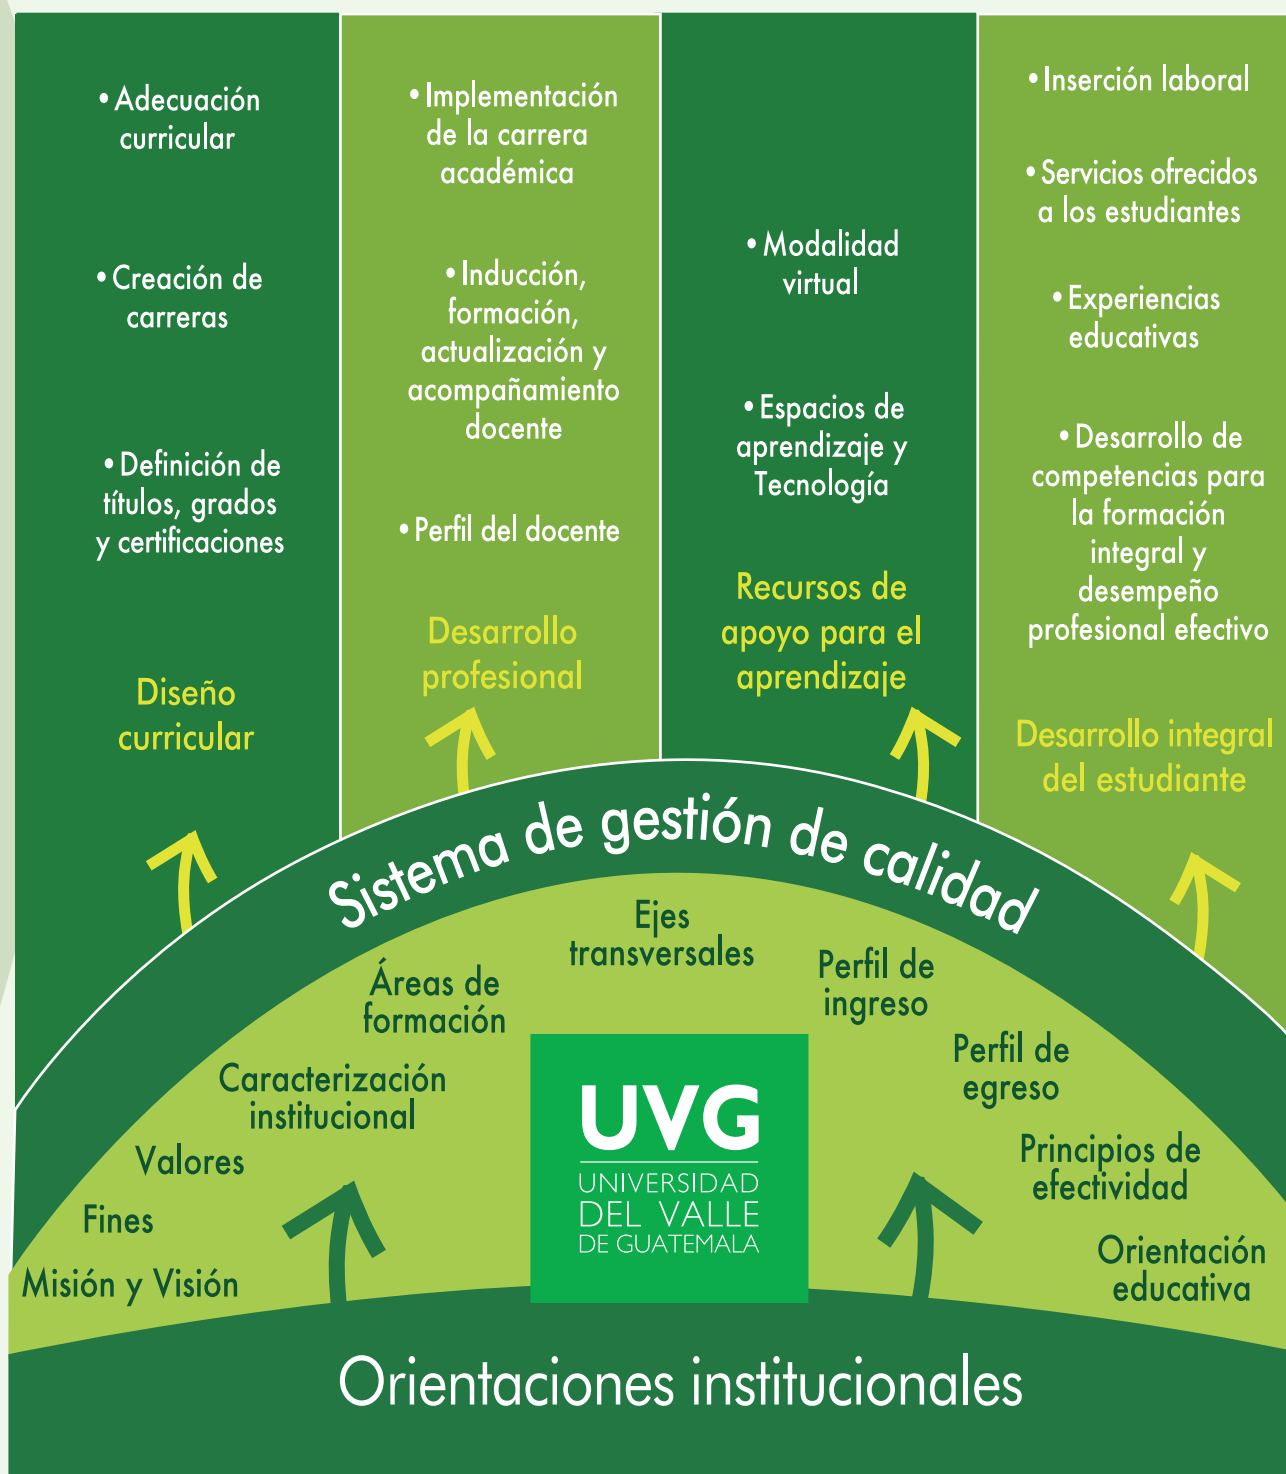 • Adecuación
curricular
• Creación de
carreras
• Definición de
títulos, grados
y certificaciones
Diseño
curricular
• Implementación
de la carrera
académica
• Inducción,
formación,
actualización y
acompañamiento
docente
• Perfil del docente
Desarrollo
profesional
• Modalidad
virtual
• Espacios de
aprendizaje y
Tecnología
Recursos de
apoyo para el
aprendizaje
• Inserción laboral
• Servicios ofrecidos
a los estudiantes
• Experiencias
educativas
• Desarrollo de
competencias para
la formación
integral y
desempeño
profesional efectivo
Desarrollo integral
del estudiante
Sistema de gestión de calidad
Misión y Visión
Fines
Valores
Caracterización
institucional
Áreas de
formación
Ejes
transversales
Perfil de
ingreso
Perfil de
egreso
Principios de
efectividad
Orientación
educativa
UVG
UNIVERSIDAD
DEL VALLE
DE GUATEMALA
Orientaciones institucionales